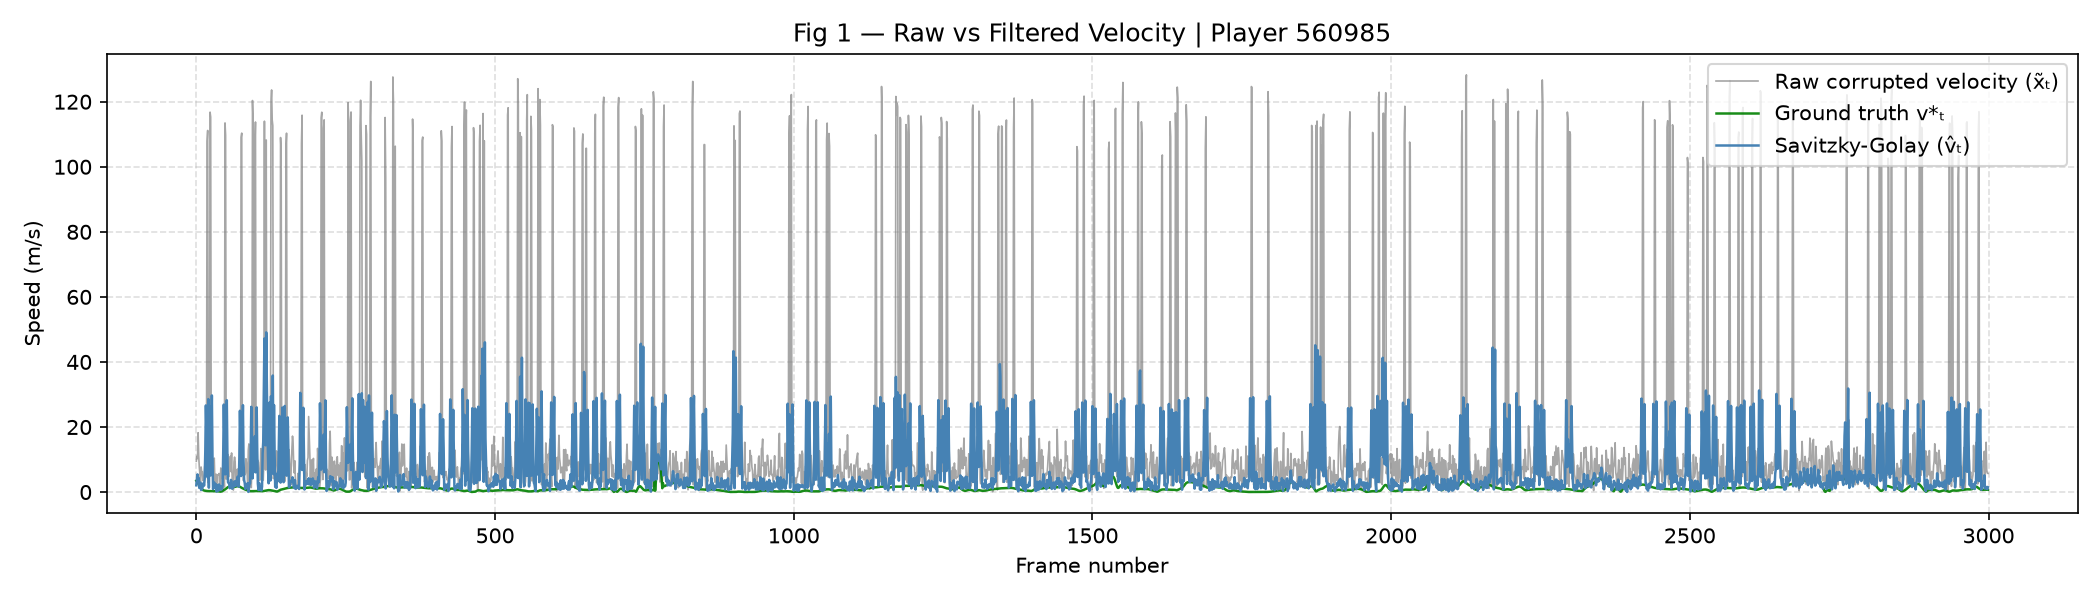 Fig 1 — Raw vs Filtered Velocity | Player 560985
Speed (m/s)
120
100
80
60
40
20
0
Raw corrupted velocity (x̃ₜ)
Ground truth v*ₜ
Savitzky-Golay (v̂ₜ)
0 500 1000 1500 2000 2500 3000
Frame number